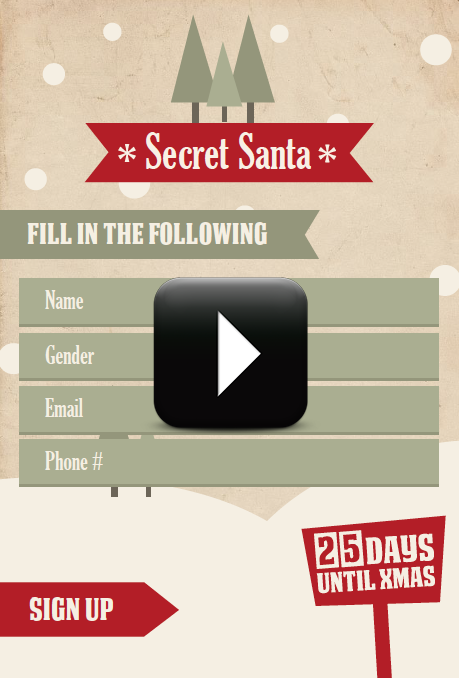 * Secret Santa *
FILL IN THE FOLLOWING
Name
Gender
Email
Phone #
25 DAYS
UNTIL XMAS
SIGN UP